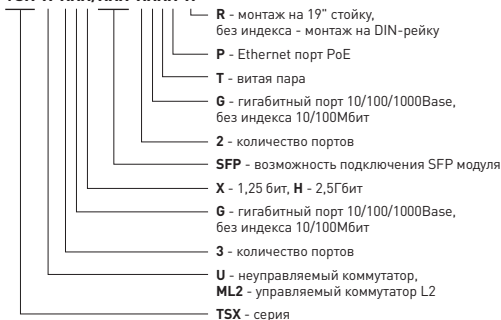 R - монтаж на 19" стойку,
без индекса - монтаж на DIN-рейку
P - Ethernet порт PoE
T - витая пара
G - гигабитный порт 10/100/1000Base,
без индекса 10/100Мбит
2 - количество портов
SFP - возможность подключения SFP модуля
X - 1,25 бит, H - 2,5Гбит
G - гигабитный порт 10/100/1000Base,
без индекса 10/100Мбит
3 - количество портов
U - неуправляемый коммутатор,
ML2 - управляемый коммутатор L2
TSX - серия